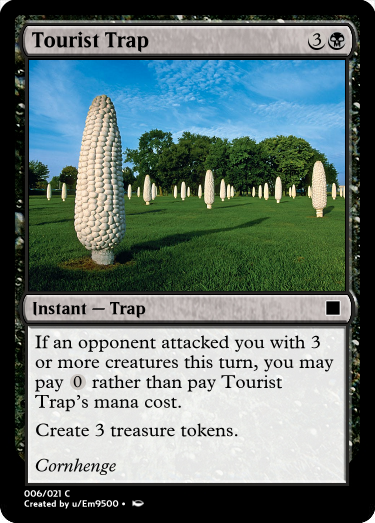 Tourist Trap 3
Instant — Trap
If an opponent attacked you with 3
or more creatures this turn, you may
pay 0 rather than pay Tourist
Trap's mana cost.
Create 3 treasure tokens.
Cornhenge
006/021 C
Created by u/Em9500 •